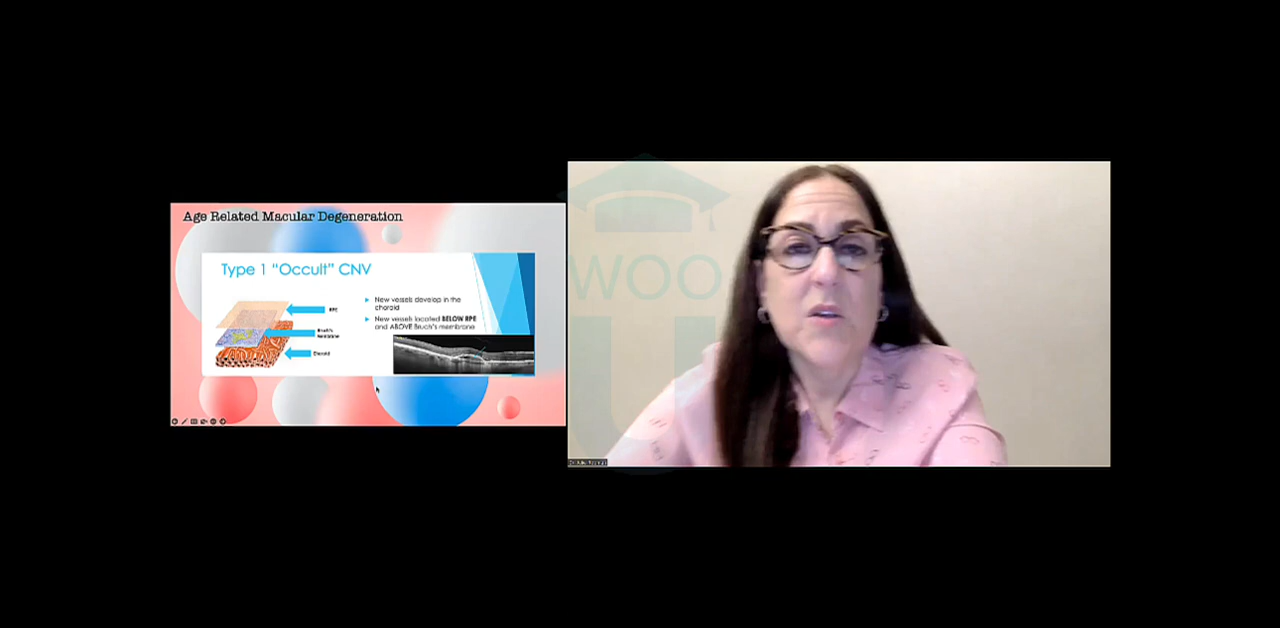 Age Related Macular Degeneration
Type 1 “Occult” CNV
New vessels develop in the
choroid
New vessels located BELOW RPE
and ABOVE Bruch's membrane
RPE
Bruch's
Membrane
Choroid
WOO
U